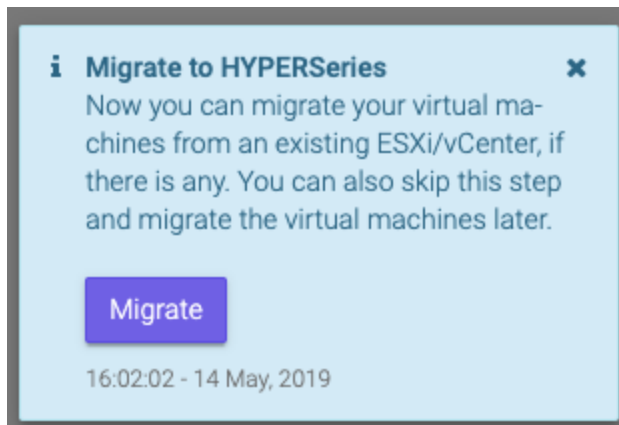 Migrate to HYPERSeries
Now you can migrate your virtual ma-
chines from an existing ESXi/vCenter, if
there is any. You can also skip this step
and migrate the virtual machines later.
Migrate
16:02:02 - 14 May, 2019